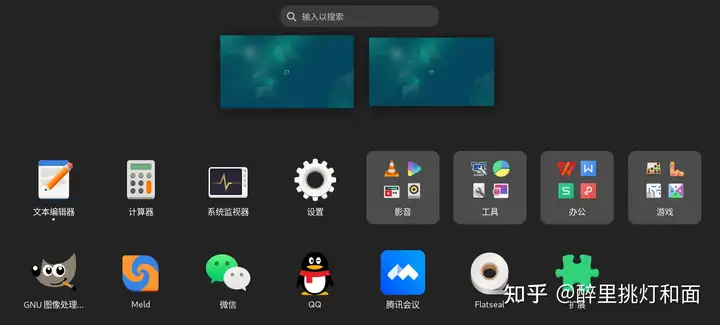 输入以搜索
文本编辑器
计算器
系统监视器
设置
影音
工具
办公
游戏
GNU 图像处理...
Meld
微信
QQ
腾讯会议
Flatseal
扩展
知乎 @醉里挑灯和面